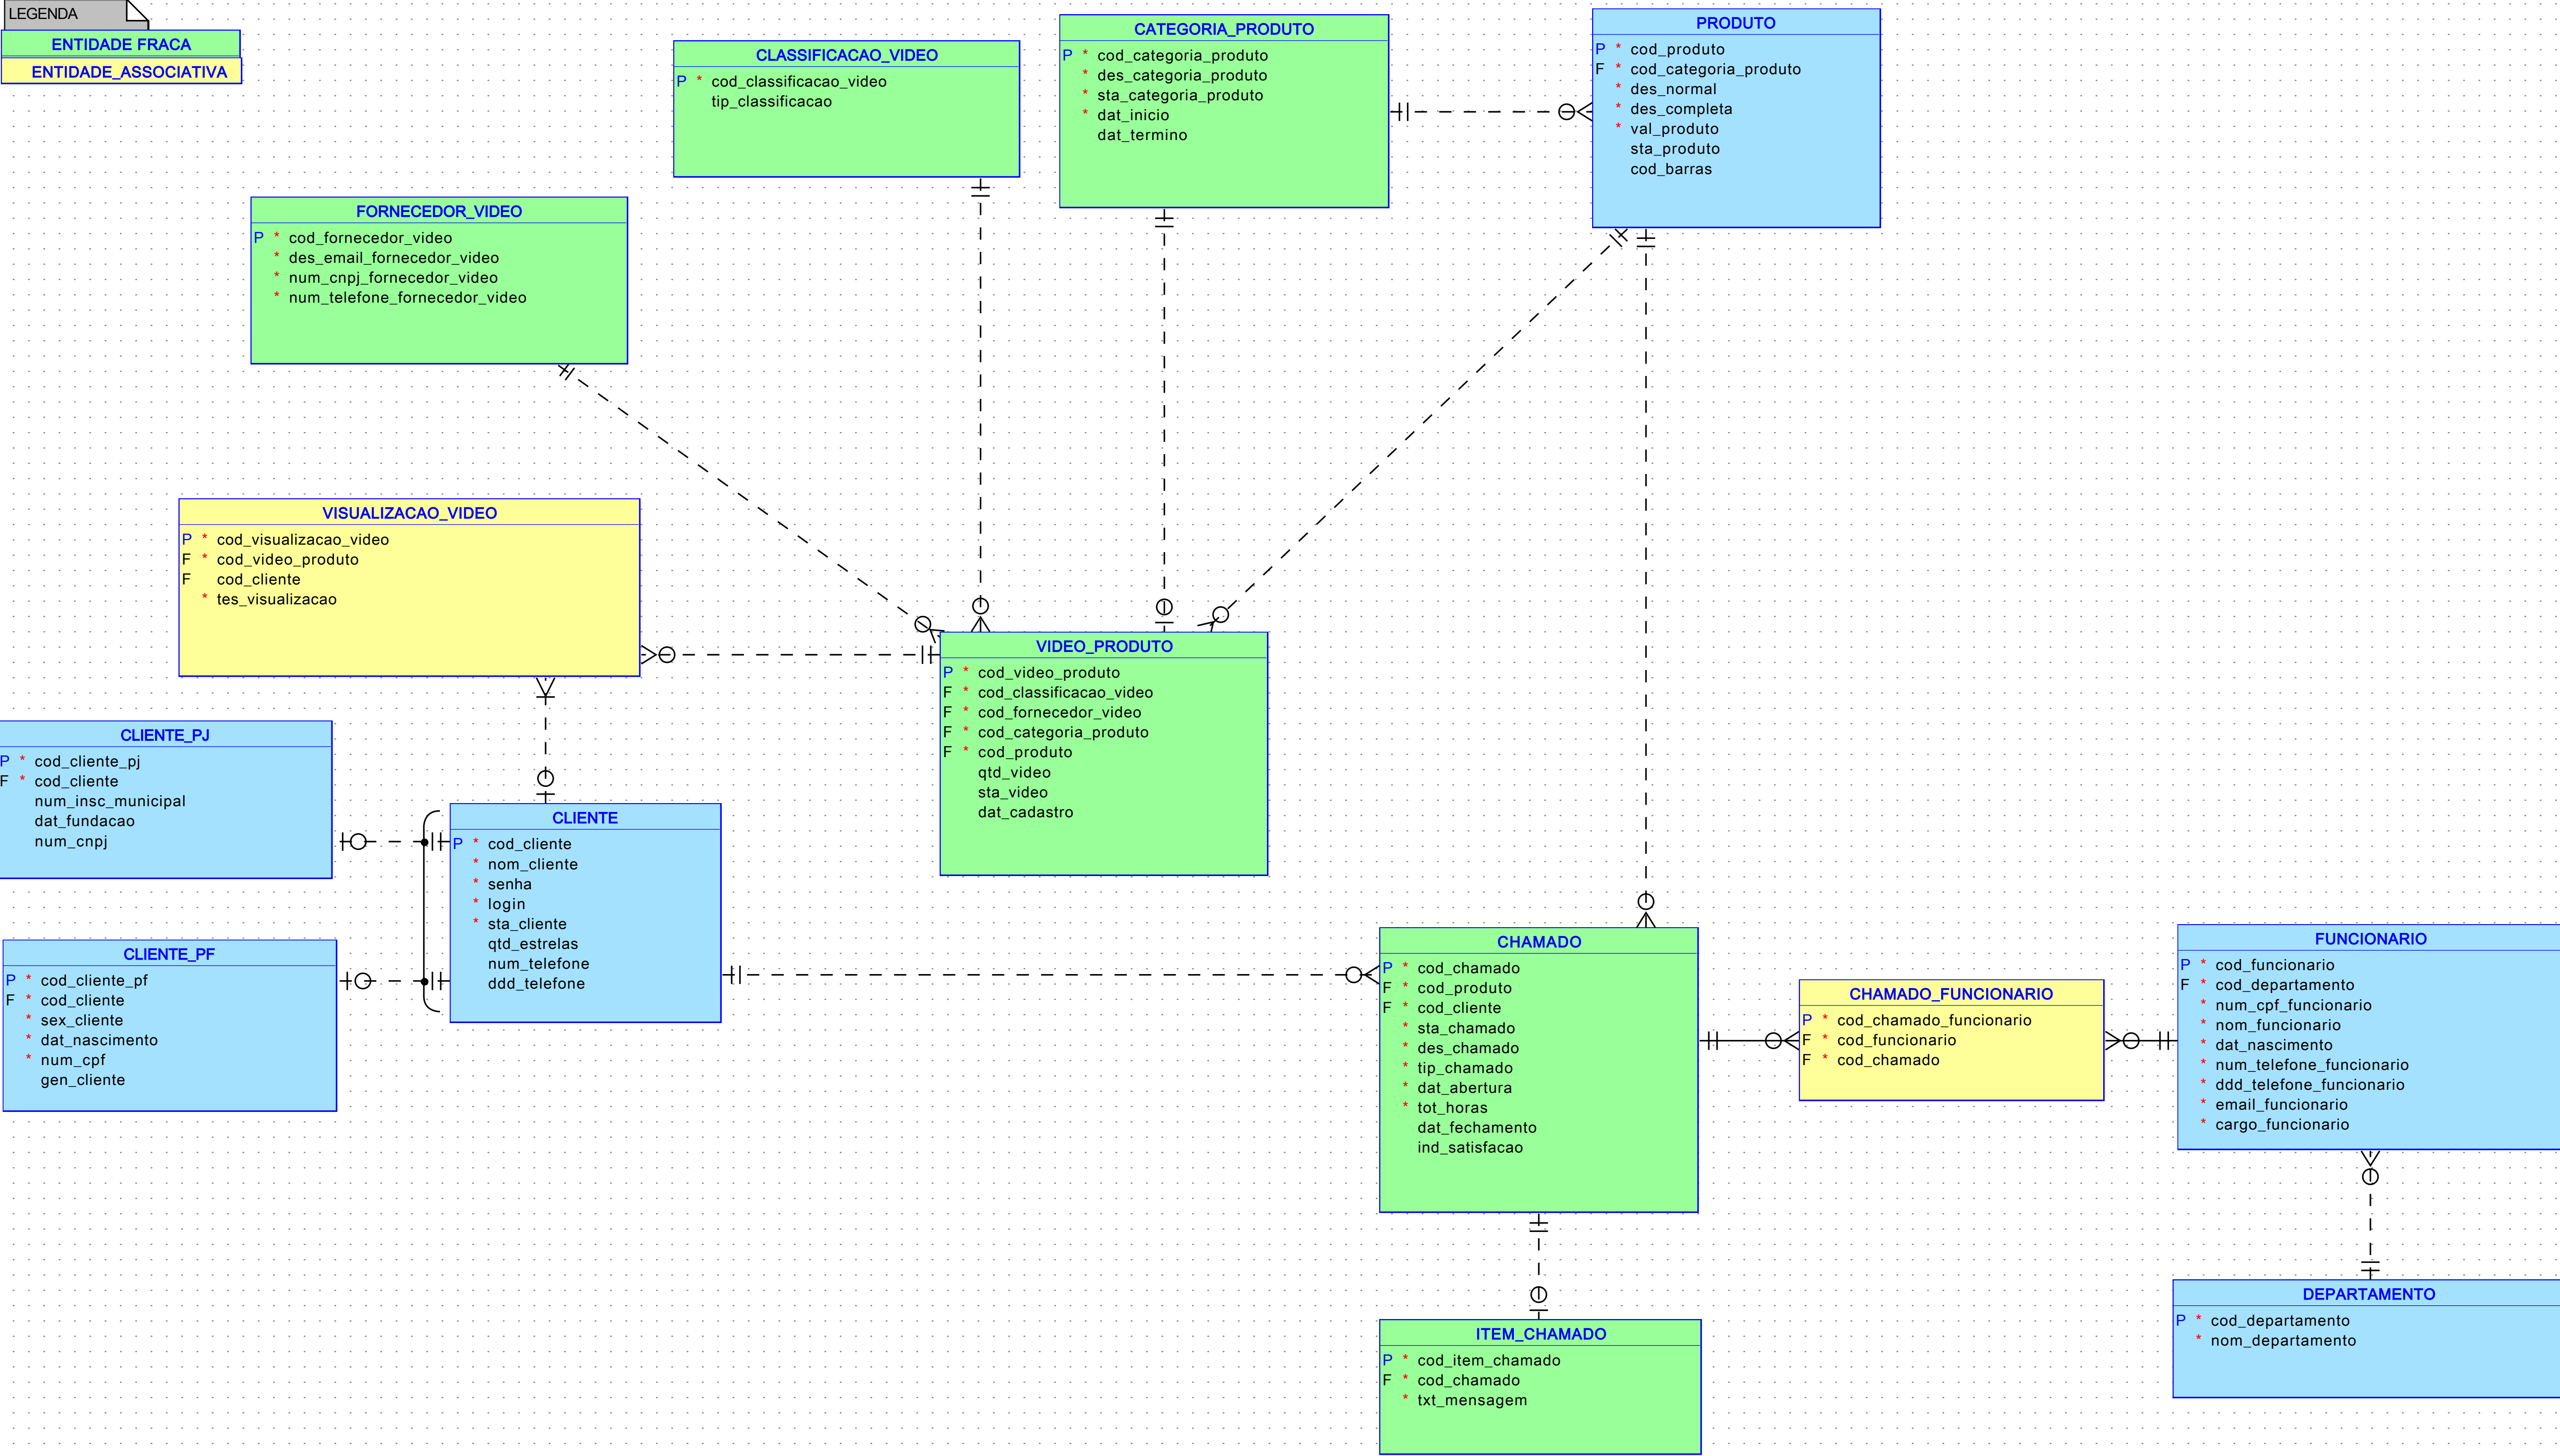 LEGENDA
ENTIDADE FRACA
ENTIDADE_ASSOCIATIVA
CLASSIFICACAO_VIDEO
P * cod_classificacao_video
tip_classificacao
CATEGORIA_PRODUTO
P * cod_categoria_produto
* des_categoria_produto
* sta_categoria_produto
* dat_inicio
dat_termino
PRODUTO
P * cod_produto
F * cod_categoria_produto
* des_normal
* des_completa
* val_produto
sta_produto
cod_barras
FORNECEDOR_VIDEO
P * cod_fornecedor_video
* des_email_fornecedor_video
* num_cnpj_fornecedor_video
* num_telefone_fornecedor_video
VISUALIZACAO_VIDEO
P * cod_visualizacao_video
F * cod_video_produto
F cod_cliente
* tes_visualizacao
VIDEO_PRODUTO
P * cod_video_produto
F * cod_classificacao_video
F * cod_fornecedor_video
F * cod_categoria_produto
F * cod_produto
qtd_video
sta_video
dat_cadastro
CLIENTE_PJ
P * cod_cliente_pj
F * cod_cliente
num_insc_municipal
dat_fundacao
num_cnpj
CLIENTE
P * cod_cliente
* nom_cliente
* senha
* login
* sta_cliente
qtd_estrelas
num_telefone
ddd_telefone
CLIENTE_PF
P * cod_cliente_pf
F * cod_cliente
* sex_cliente
* dat_nascimento
* num_cpf
gen_cliente
CHAMADO
P * cod_chamado
F * cod_produto
F * cod_cliente
* sta_chamado
* des_chamado
* tip_chamado
* dat_abertura
* tot_horas
dat_fechamento
ind_satisfacao
CHAMADO_FUNCIONARIO
P * cod_chamado_funcionario
F * cod_funcionario
F * cod_chamado
FUNCIONARIO
P * cod_funcionario
F * cod_departamento
* num_cpf_funcionario
* nom_funcionario
* dat_nascimento
* num_telefone_funcionario
* ddd_telefone_funcionario
* email_funcionario
* cargo_funcionario
ITEM_CHAMADO
P * cod_item_chamado
F * cod_chamado
* txt_mensagem
DEPARTAMENTO
P * cod_departamento
* nom_departamento